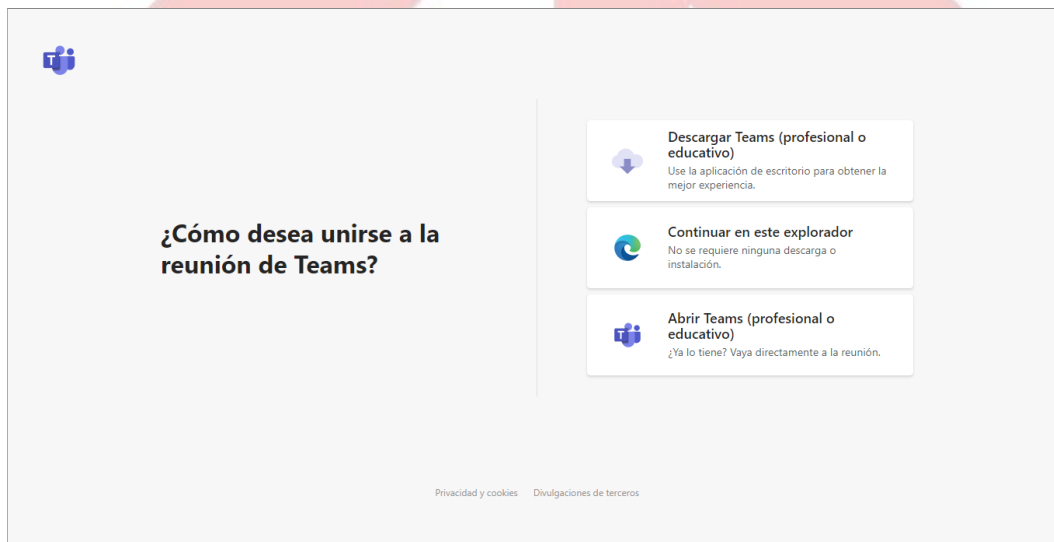 ¿Cómo desea unirse a la
reunión de Teams?
Descargar Teams (profesional o
educativo)
Use la aplicación de escritorio para obtener la
mejor experiencia.
Continuar en este explorador
No se requiere ninguna descarga o
instalación.
Abrir Teams (profesional o
educativo)
¿Ya lo tiene? Vaya directamente a la reunión.
Privacidad y cookies Divulgaciones de terceros